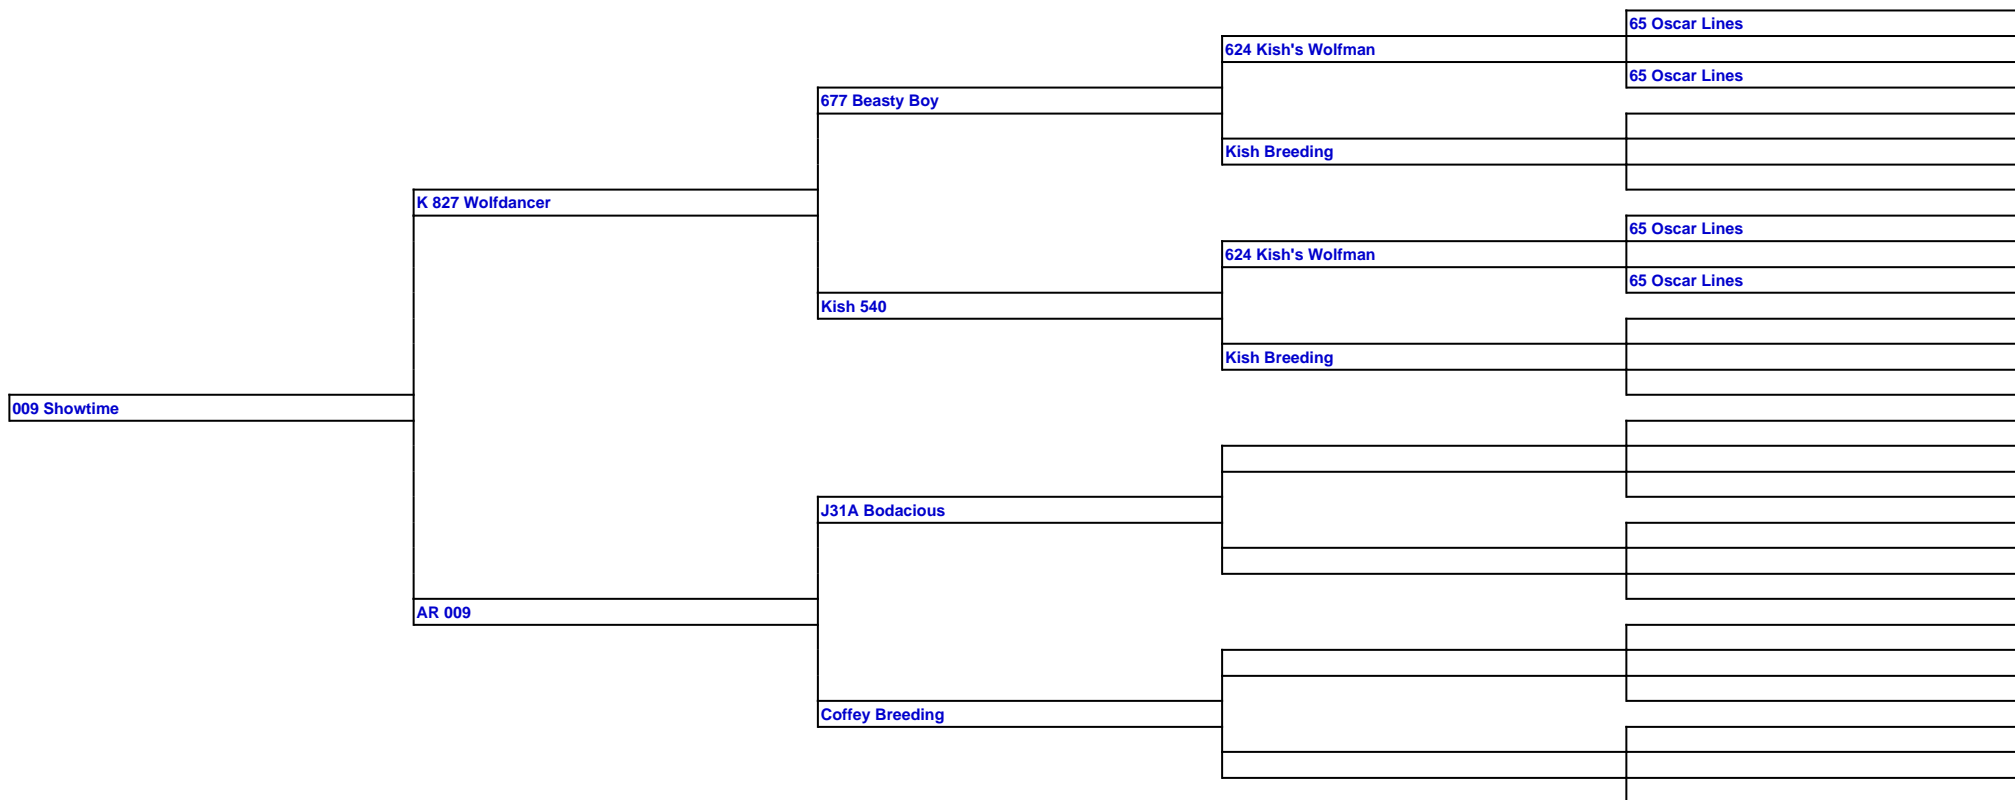 65 Oscar Lines
624 Kish's Wolfman
65 Oscar Lines
677 Beasty Boy
Kish Breeding
K 827 Wolfdancer
65 Oscar Lines
624 Kish's Wolfman
65 Oscar Lines
Kish 540
Kish Breeding
009 Showtime
J31A Bodacious
AR 009
Coffey Breeding